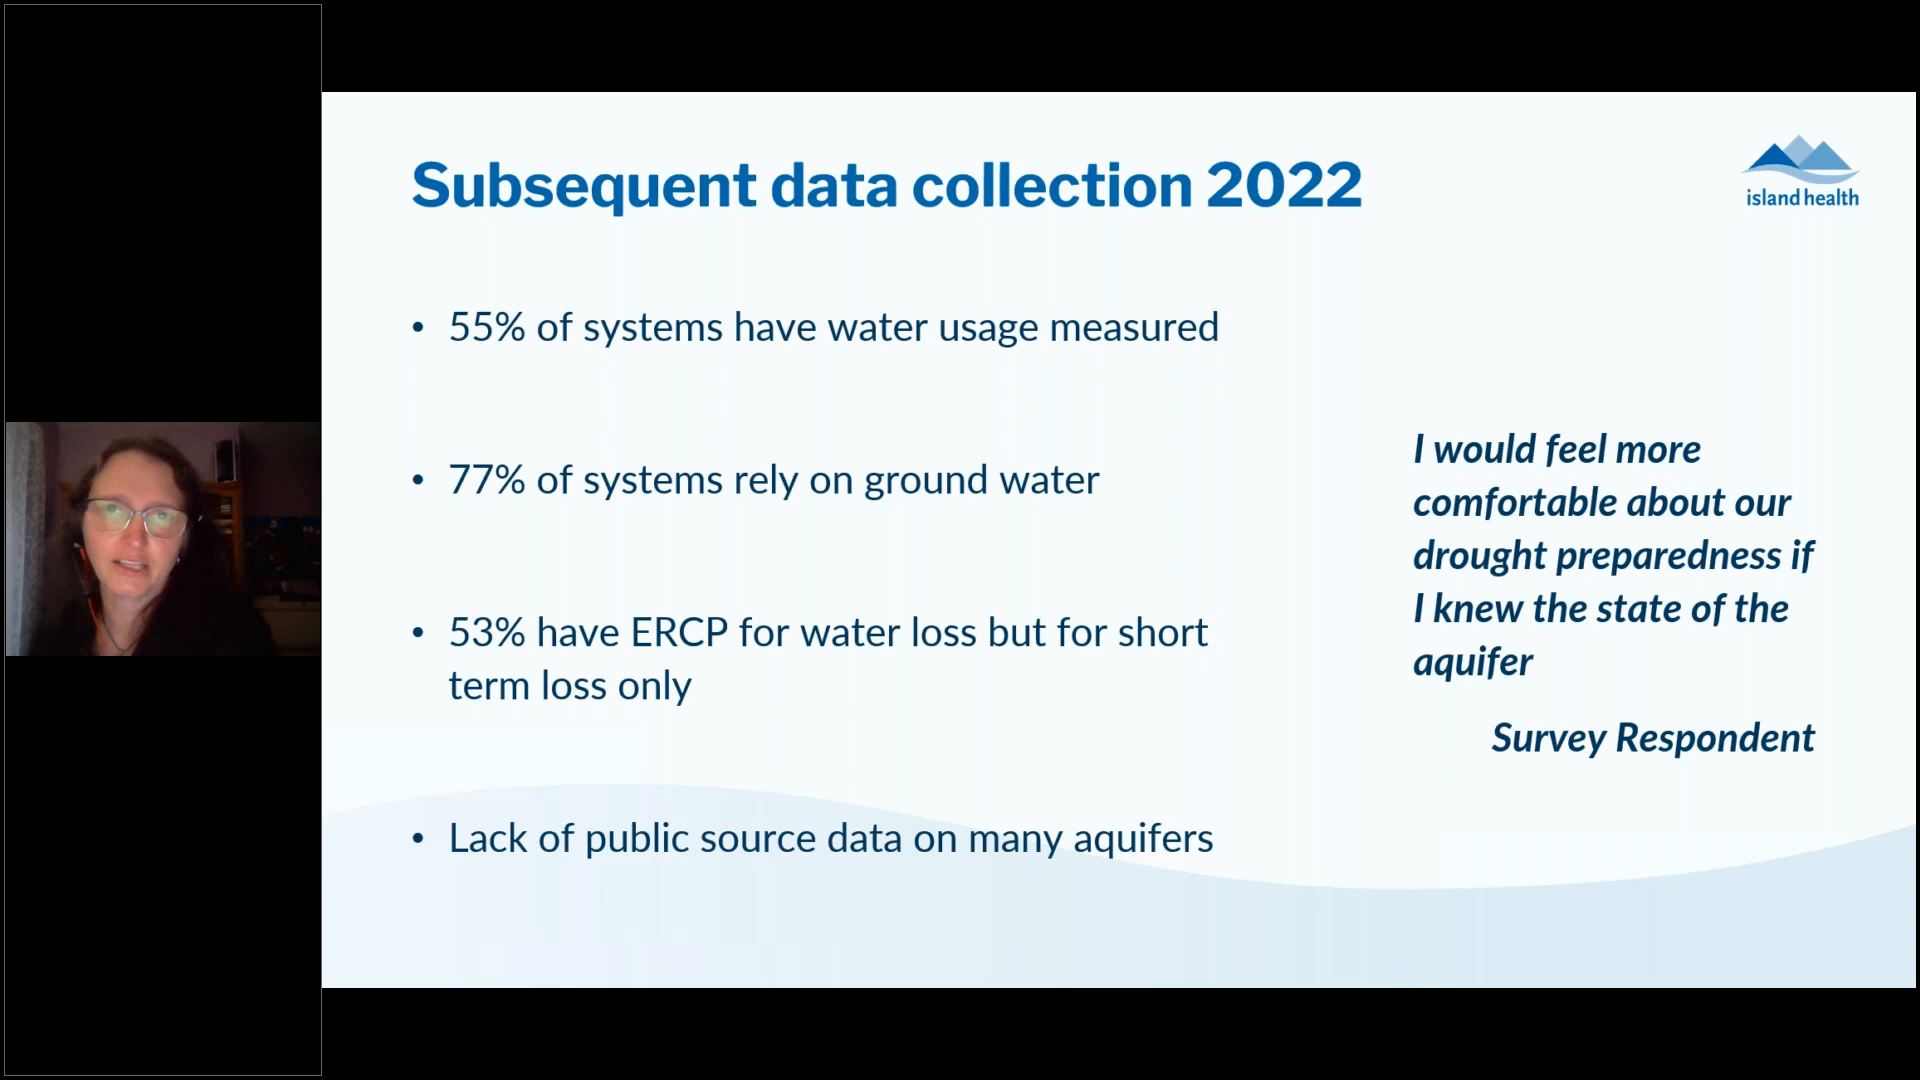 Subsequent data collection 2022
island health
• 55% of systems have water usage measured
• 77% of systems rely on ground water
• 53% have ERCP for water loss but for short
term loss only
• Lack of public source data on many aquifers
I would feel more
comfortable about our
drought preparedness if
I knew the state of the
aquifer
Survey Respondent